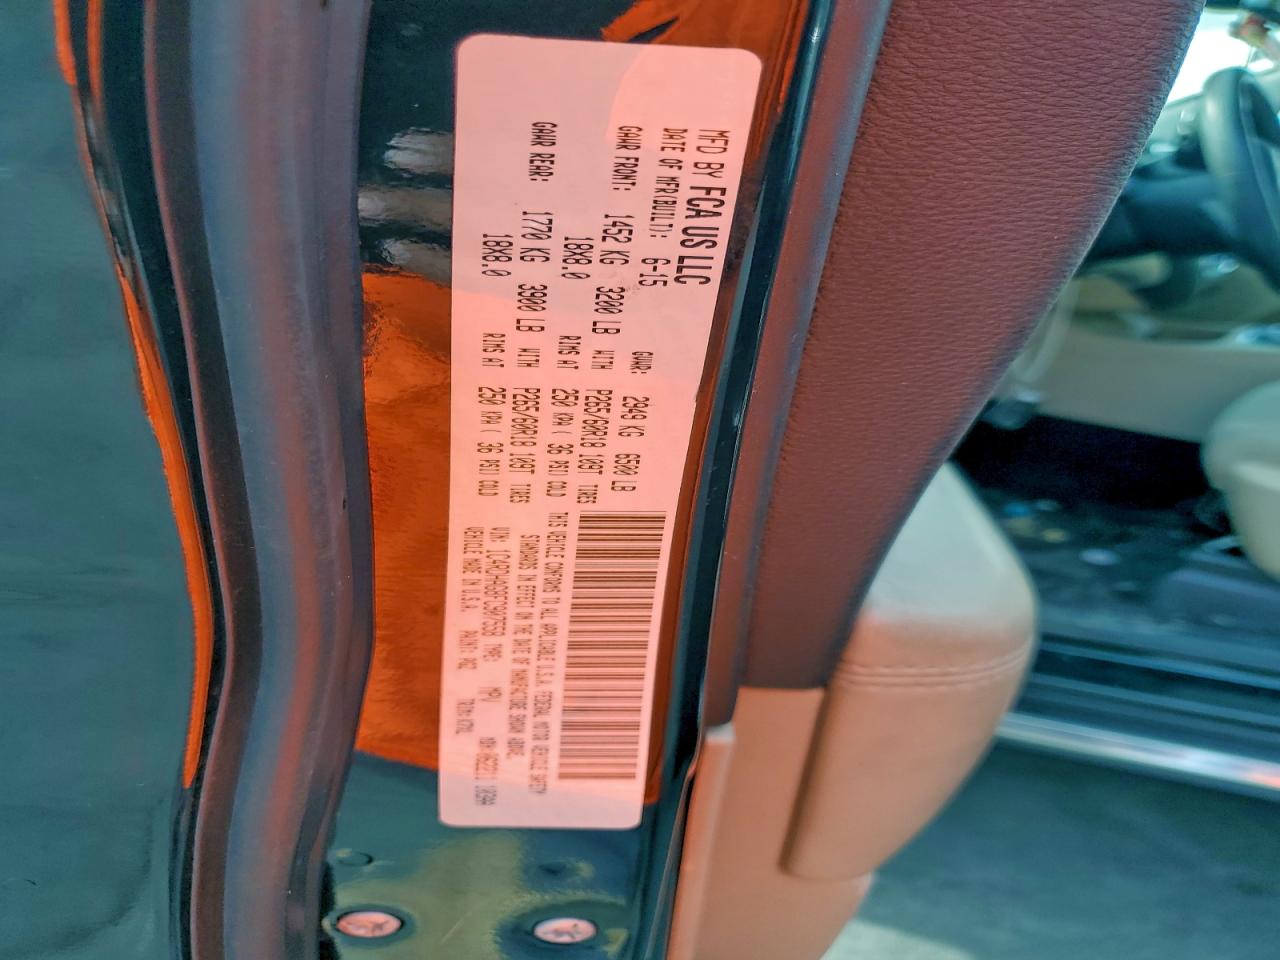 MFD BY FCA US LLC
DATE OF MFR(BUILT): 6-15 GVWR: 2949 KG 6500 LB
GAWR FRONT: 1452 KG 3200 LB WITH P265/60R18 109T TIRES
18X8.0 RIMS AT 250 KPA( 36 PSI) COLD
GAWR REAR: 1770 KG 3900 LB WITH P265/60R18 109T TIRES
18X8.0 RIMS AT 250 KPA( 36 PSI) COLD
THIS VEHICLE CONFORMS TO ALL APPLICABLE U.S.A. FEDERAL MOTOR VEHICLE SAFETY
STANDARDS IN EFFECT ON THE DATE OF MANUFACTURE SHOWN ABOVE.
VIN: TYPE: MPV
VEHICLE MADE IN U.S.A. PAINT: